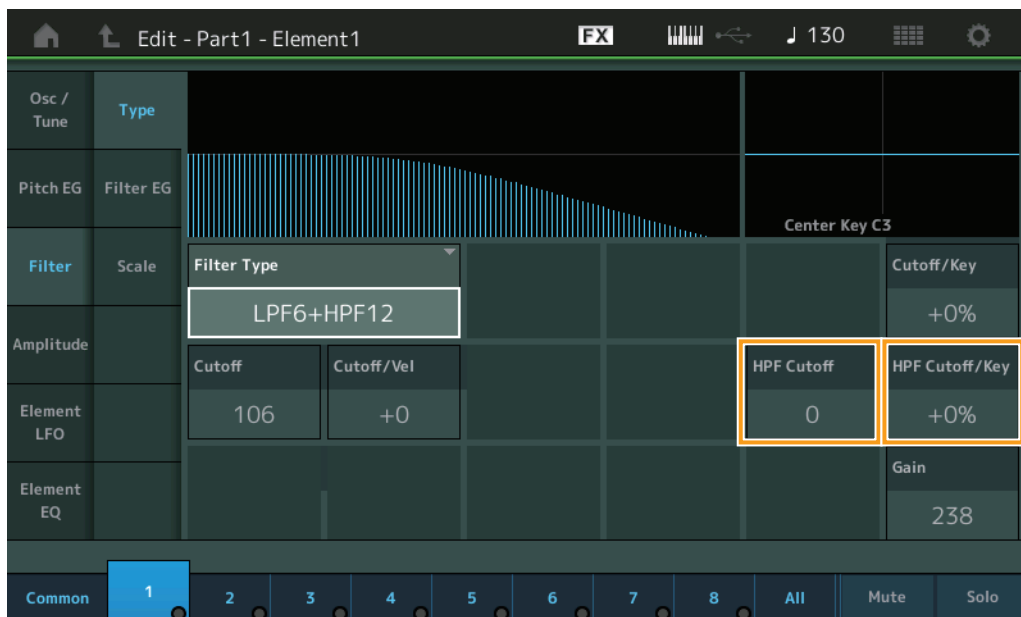 Edit - Part1 - Element1
FX
130
Osc /
Tune
Type
Pitch EG
Filter EG
Center Key C3
Filter
Scale
Filter Type
Cutoff/Key
LPF6+HPF12
+0%
Amplitude
Cutoff
Cutoff/Vel
HPF Cutoff
HPF Cutoff/Key
106
+0
0
+0%
Element
LFO
Gain
Element
EQ
238
Common
1
2
3
4
5
6
7
8
All
Mute
Solo